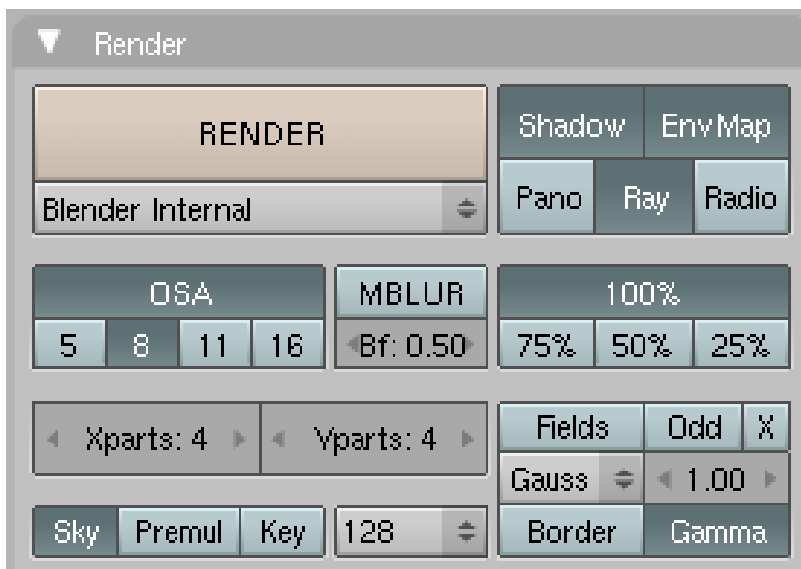 Render
RENDER
Shadow EnvMap
Blender Internal
Pano Ray Radio
OSA MBLUR 100%
5 8 11 16 Bf: 0.50 75% 50% 25%
Xparts: 4 Yparts: 4
Fields Odd X
Gauss 1.00
Sky Premul Key 128 Border Gamma